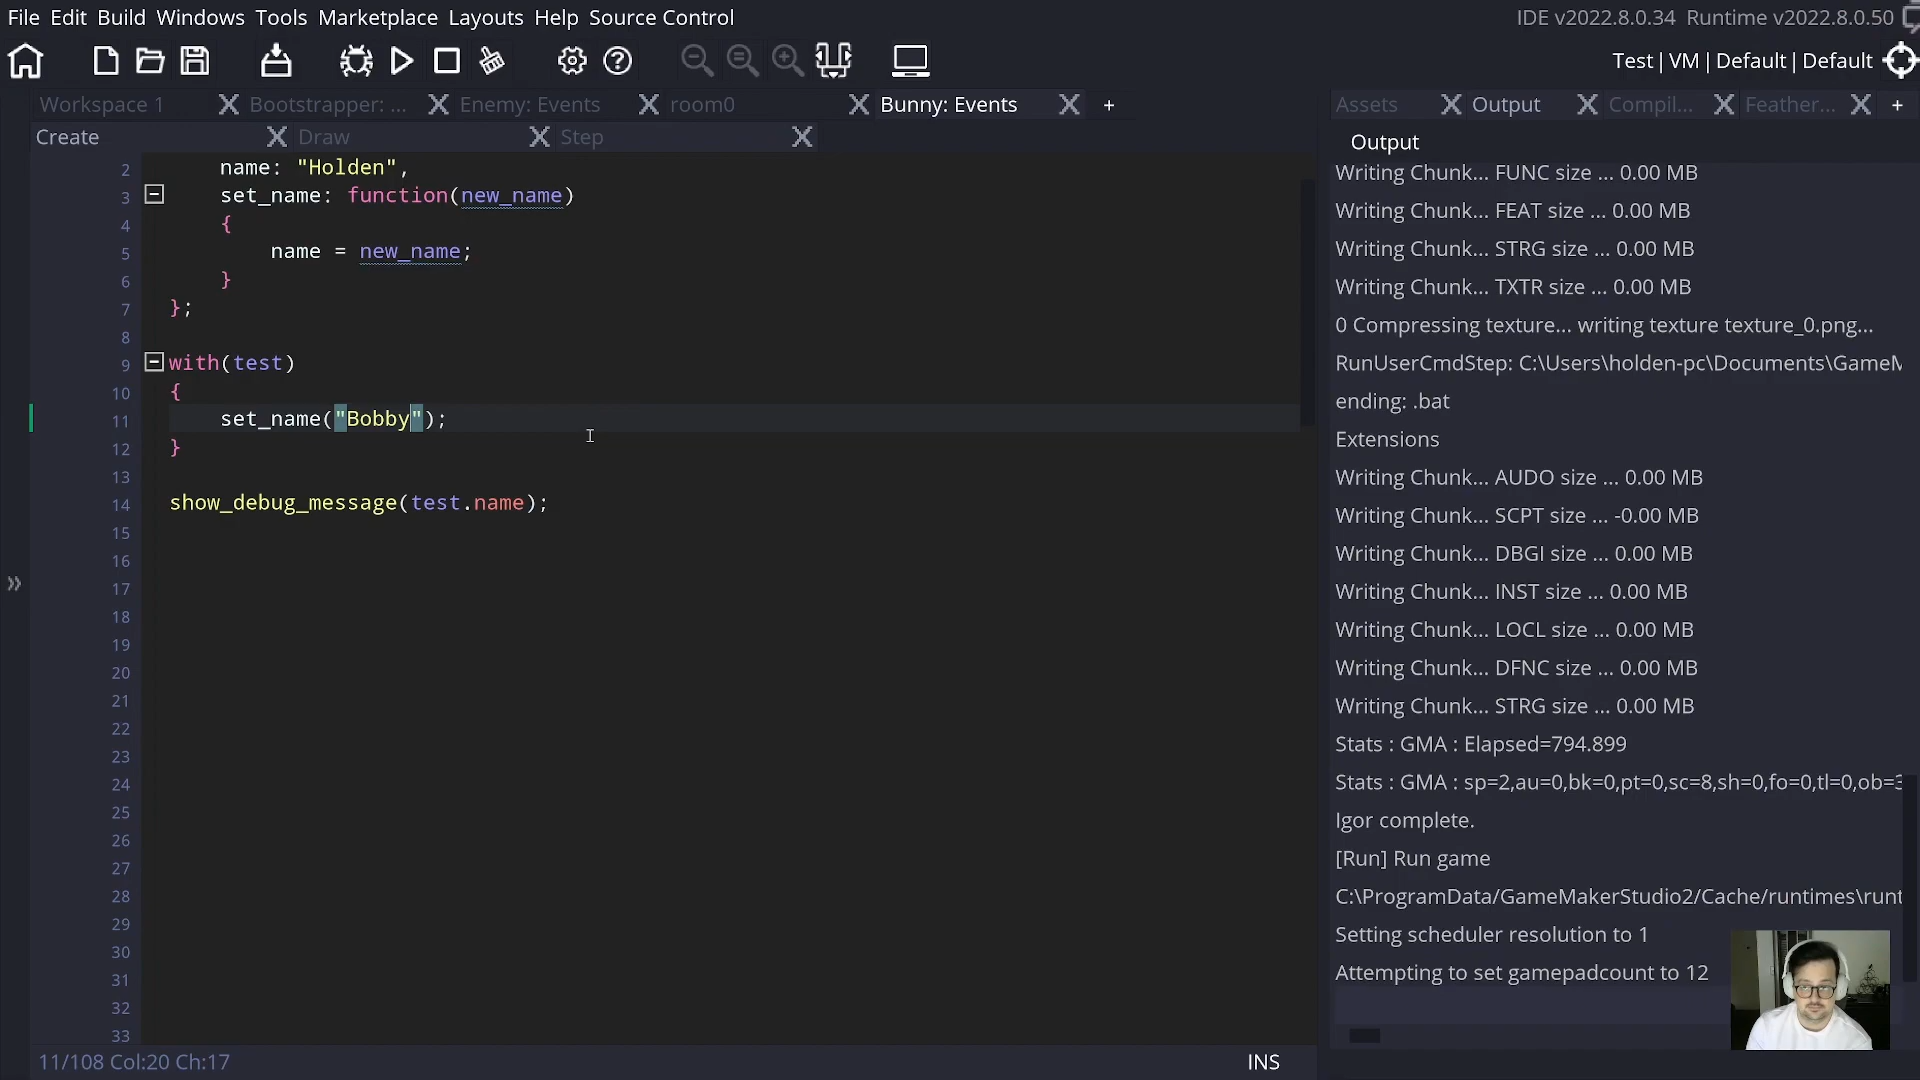 File Edit Build Windows Tools Marketplace Layouts Help Source Control
IDE v2022.8.0.34 Runtime v2022.8.0.50
Test | VM | Default | Default
Workspace 1
Bootstrapper: ...
Enemy: Events
room0
Bunny: Events
+
Create
Draw
Step
2 name: "Holden",
3 set_name: function(new_name)
4 {
5 name = new_name;
6 }
7 };
8
9 with(test)
10 {
11 set_name("Bobby");
12 }
13
14 show_debug_message(test.name);
15
16
17
18
19
20
21
22
23
24
25
26
27
28
29
30
31
32
33
11/108 Col:20 Ch:17
INS
Assets
Output
Compil...
Feather...
+
Output
Writing Chunk... FUNC size ... 0.00 MB
Writing Chunk... FEAT size ... 0.00 MB
Writing Chunk... STRG size ... 0.00 MB
Writing Chunk... TXTR size ... 0.00 MB
0 Compressing texture... writing texture texture_0.png...
RunUserCmdStep: C:\Users\holden-pc\Documents\GameM
ending: .bat
Extensions
Writing Chunk... AUDO size ... 0.00 MB
Writing Chunk... SCPT size ... -0.00 MB
Writing Chunk... DBGI size ... 0.00 MB
Writing Chunk... INST size ... 0.00 MB
Writing Chunk... LOCL size ... 0.00 MB
Writing Chunk... DFNC size ... 0.00 MB
Writing Chunk... STRG size ... 0.00 MB
Stats : GMA : Elapsed=794.899
Stats : GMA : sp=2,au=0,bk=0,pt=0,sc=8,sh=0,fo=0,tl=0,ob=3
Igor complete.
[Run] Run game
C:\ProgramData/GameMakerStudio2/Cache/runtimes\runt
Setting scheduler resolution to 1
Attempting to set gamepadcount to 12